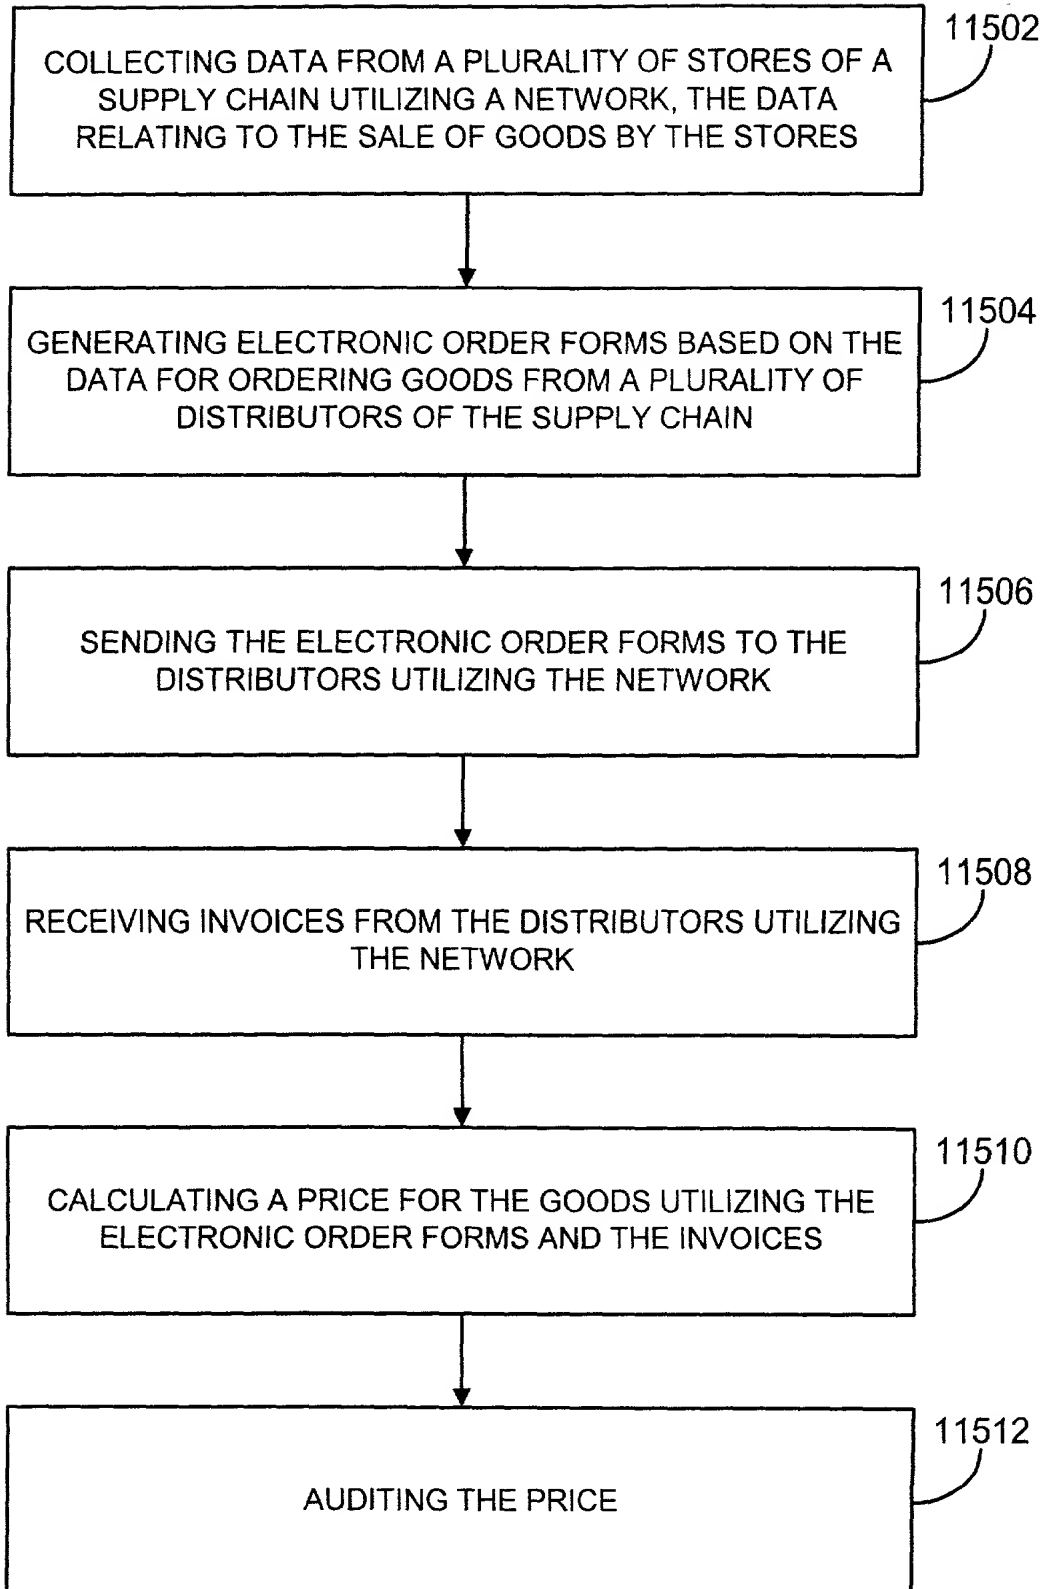 11502
COLLECTING DATA FROM A PLURALITY OF STORES OF A
SUPPLY CHAIN UTILIZING A NETWORK, THE DATA
RELATING TO THE SALE OF GOODS BY THE STORES
11504
GENERATING ELECTRONIC ORDER FORMS BASED ON THE
DATA FOR ORDERING GOODS FROM A PLURALITY OF
DISTRIBUTORS OF THE SUPPLY CHAIN
11506
SENDING THE ELECTRONIC ORDER FORMS TO THE
DISTRIBUTORS UTILIZING THE NETWORK
11508
RECEIVING INVOICES FROM THE DISTRIBUTORS UTILIZING
THE NETWORK
11510
CALCULATING A PRICE FOR THE GOODS UTILIZING THE
ELECTRONIC ORDER FORMS AND THE INVOICES
11512
AUDITING THE PRICE